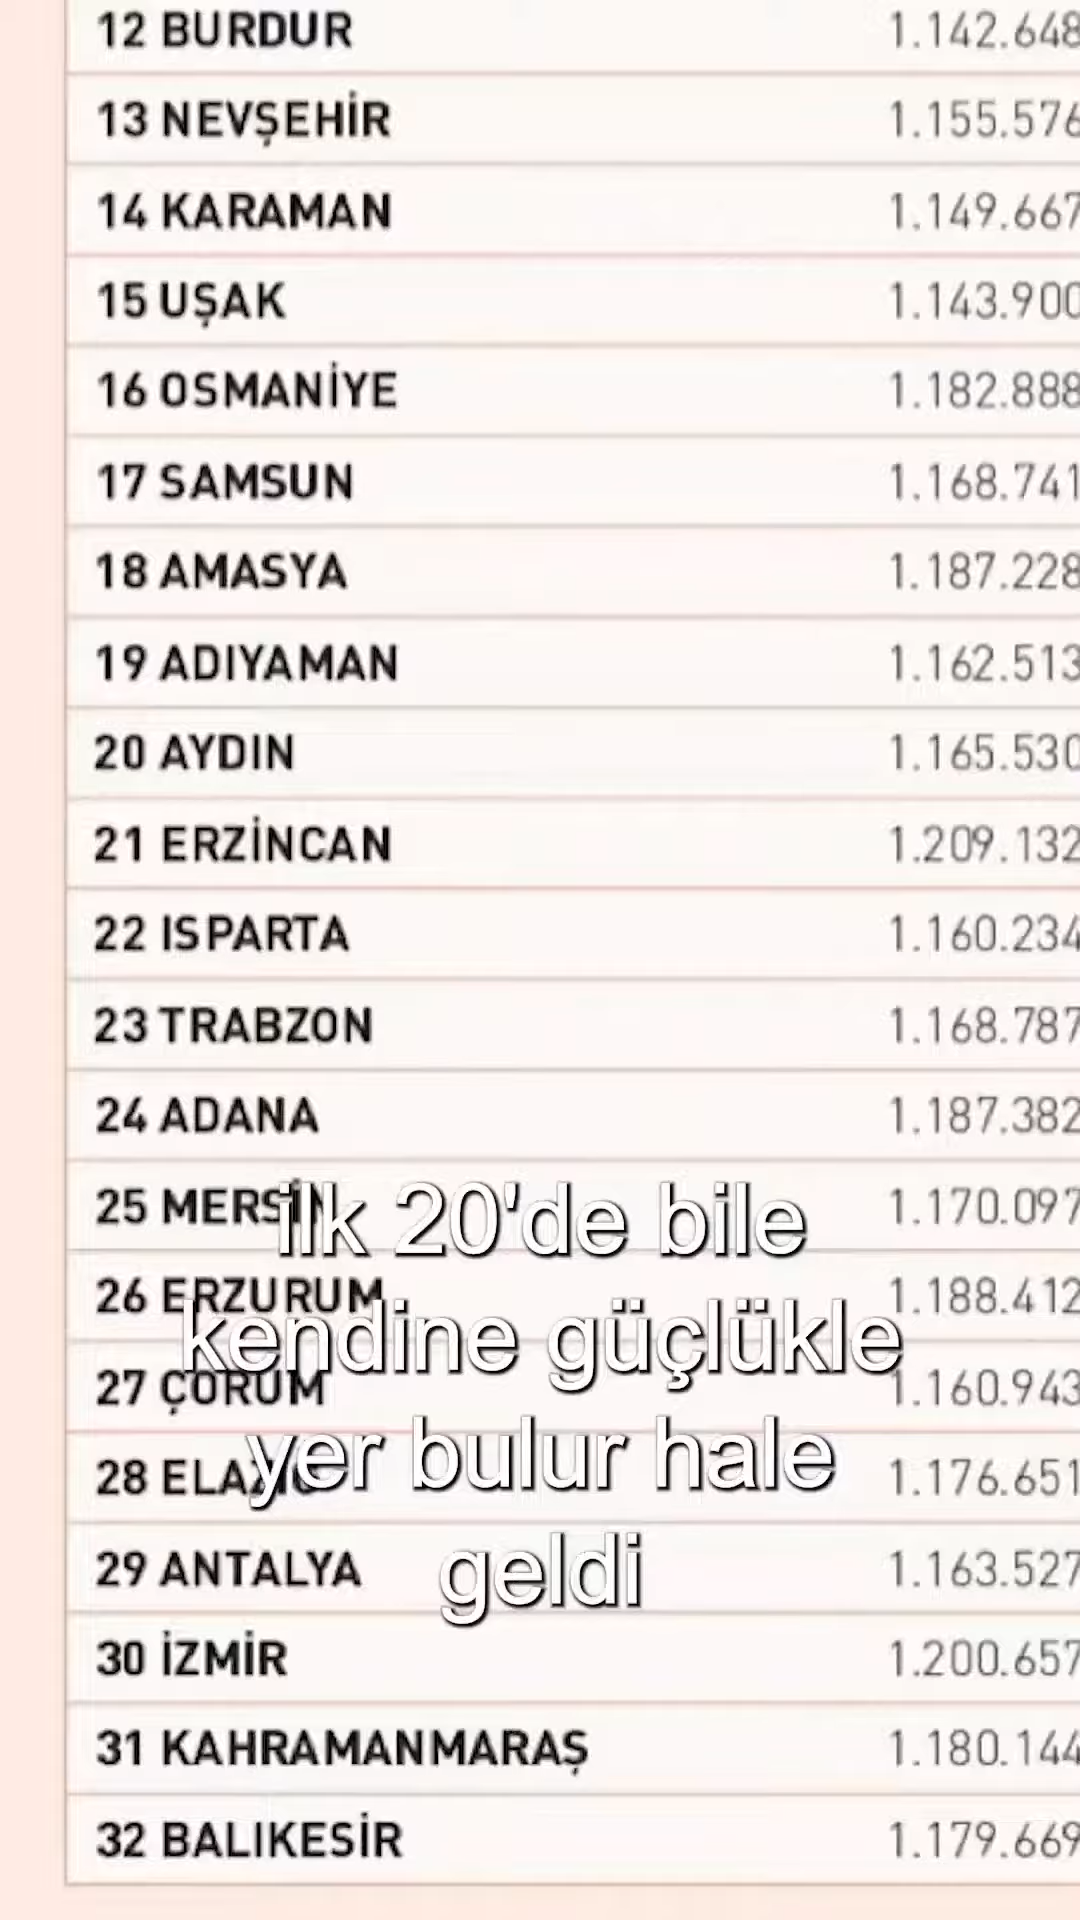 12 BURDUR 1.142.648
13 NEVŞEHİR 1.155.576
14 KARAMAN 1.149.667
15 UŞAK 1.143.900
16 OSMANİYE 1.182.888
17 SAMSUN 1.168.741
18 AMASYA 1.187.228
19 ADIYAMAN 1.162.513
20 AYDIN 1.165.530
21 ERZİNCAN 1.209.132
22 ISPARTA 1.160.234
23 TRABZON 1.168.787
24 ADANA 1.187.382
25 MERSİN 1.170.097
ilk 20'de bile
26 ERZURUM 1.188.412
kendine güçlükle
27 ÇORUM 1.160.943
yer bulur hale
28 ELAZIĞ 1.176.651
geldi
29 ANTALYA 1.163.527
30 İZMİR 1.200.657
31 KAHRAMANMARAŞ 1.180.144
32 BALIKESİR 1.179.669